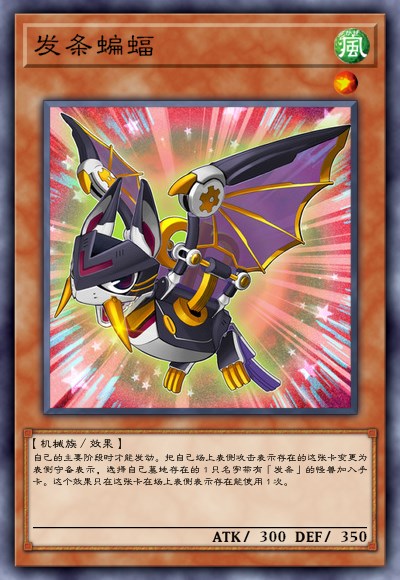 发条蝙蝠
風
【机械族／效果】
自己的主要阶段时才能发动。把自己场上表侧攻击表示存在的这张卡变更为
表侧守备表示，选择自己墓地存在的１只名字带有「发条」的怪兽加入手
卡。这个效果只在这张卡在场上表侧表示存在能使用１次。
ATK/ 300 DEF/ 350